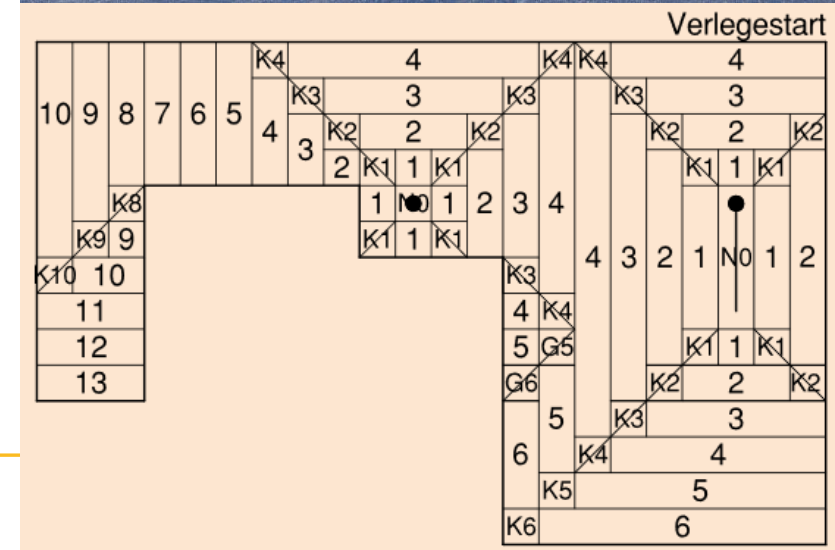 Verlegestart
K4 4 K4 K4 4
10 9 8 7 6 5 4 K3 3 K3 K3 3
3 K2 2 K2 K2 2 K2
2 K1 1 K1 K1 1 K1
K8 1 N0 1 2 3 4
K9 9 K1 1 K1 4 3 2 1 N0 1 2
K10 10 K3
11 4 K4
12 5 G5 K1 1 K1
13 G6 K2 2 K2
5 K3 3
6 K4 4
K5 5
K6 6